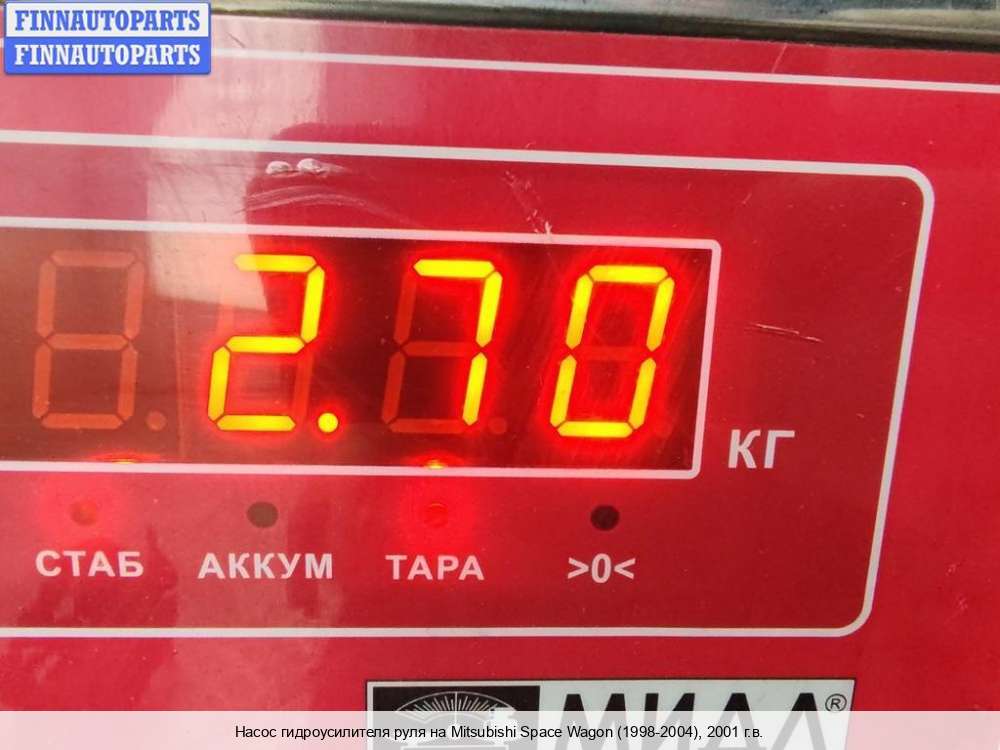 FINNAUTOPARTS
FINNAUTOPARTS
2.70
КГ
СТАБ АККУМ ТАРА >0<
МИДЛ®
Насос гидроусилителя руля на Mitsubishi Space Wagon (1998-2004), 2001 г.в.